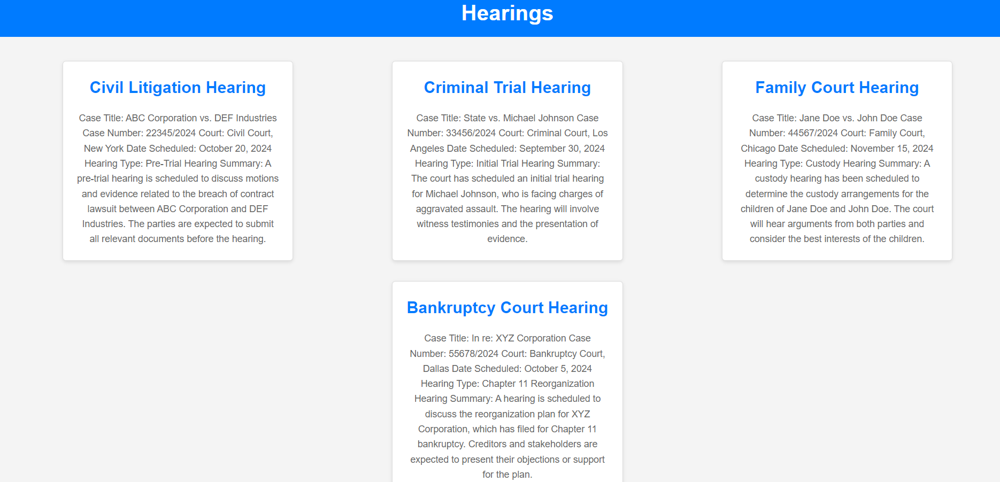 Hearings
Civil Litigation Hearing
Case Title: ABC Corporation vs. DEF Industries
Case Number: 22345/2024 Court: Civil Court,
New York Date Scheduled: October 20, 2024
Hearing Type: Pre-Trial Hearing Summary: A
pre-trial hearing is scheduled to discuss motions
and evidence related to the breach of contract
lawsuit between ABC Corporation and DEF
Industries. The parties are expected to submit
all relevant documents before the hearing.
Criminal Trial Hearing
Case Title: State vs. Michael Johnson Case
Number: 33456/2024 Court: Criminal Court, Los
Angeles Date Scheduled: September 30, 2024
Hearing Type: Initial Trial Hearing Summary:
The court has scheduled an initial trial hearing
for Michael Johnson, who is facing charges of
aggravated assault. The hearing will involve
witness testimonies and the presentation of
evidence.
Family Court Hearing
Case Title: Jane Doe vs. John Doe Case
Number: 44567/2024 Court: Family Court,
Chicago Date Scheduled: November 15, 2024
Hearing Type: Custody Hearing Summary: A
custody hearing has been scheduled to
determine the custody arrangements for the
children of Jane Doe and John Doe. The court
will hear arguments from both parties and
consider the best interests of the children.
Bankruptcy Court Hearing
Case Title: In re: XYZ Corporation Case
Number: 55678/2024 Court: Bankruptcy Court,
Dallas Date Scheduled: October 5, 2024
Hearing Type: Chapter 11 Reorganization
Hearing Summary: A hearing is scheduled to
discuss the reorganization plan for XYZ
Corporation, which has filed for Chapter 11
bankruptcy. Creditors and stakeholders are
expected to present their objections or support
for the plan.